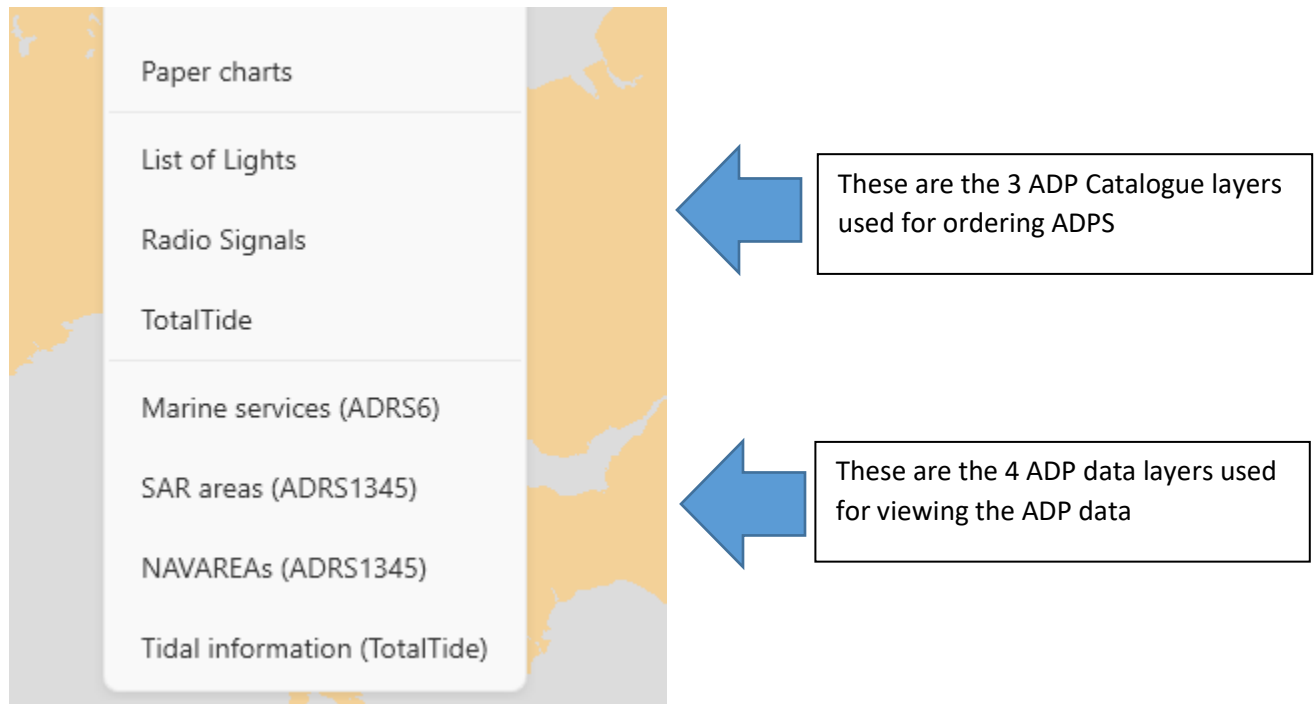 Paper charts
List of Lights
Radio Signals
TotalTide
These are the 3 ADP Catalogue layers
used for ordering ADPS
Marine services (ADRS6)
SAR areas (ADRS1345)
NAVAREAs (ADRS1345)
Tidal information (TotalTide)
These are the 4 ADP data layers used
for viewing the ADP data